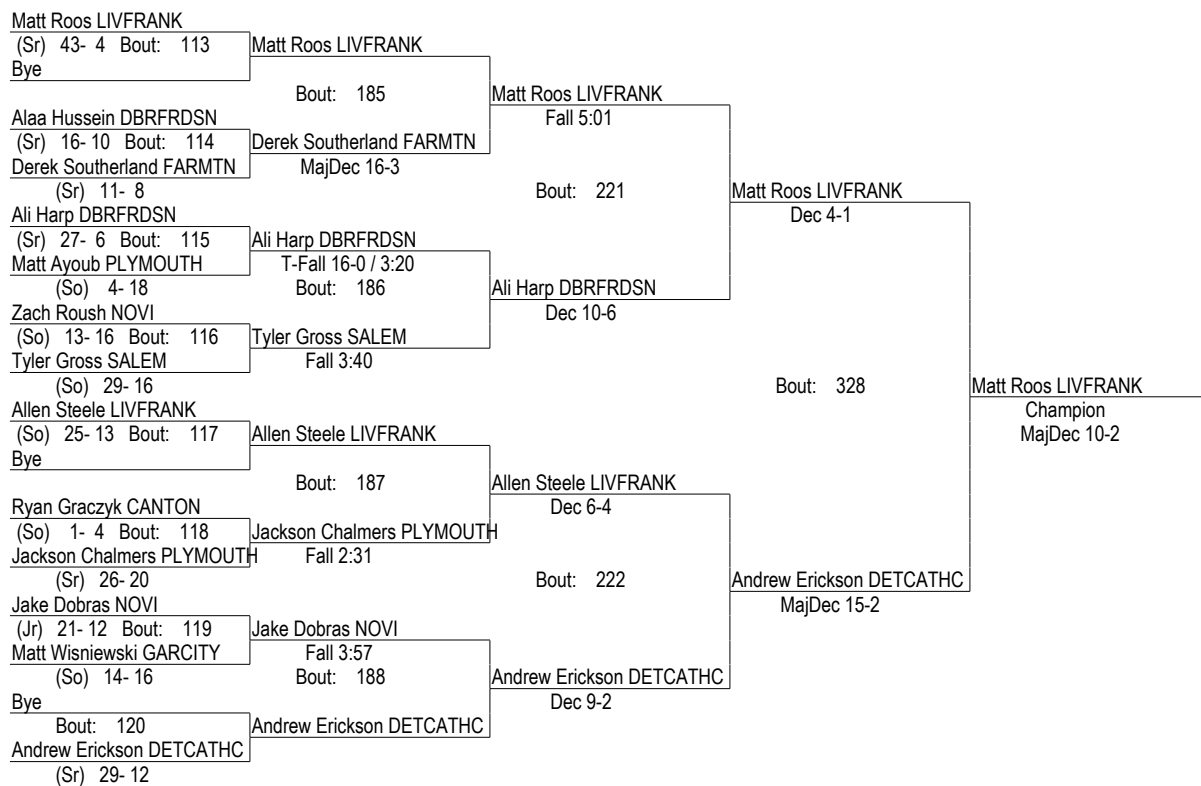 Matt Roos LIVFRANK
(Sr) 43- 4 Bout: 113
Bye
Alaa Hussein DBRFRDSN
(Sr) 16- 10 Bout: 114
Derek Southerland FARMTN
(Sr) 11- 8
Ali Harp DBRFRDSN
(Sr) 27- 6 Bout: 115
Matt Ayoub PLYMOUTH
(So) 4- 18
Zach Roush NOVI
(So) 13- 16 Bout: 116
Tyler Gross SALEM
(So) 29- 16
Allen Steele LIVFRANK
(So) 25- 13 Bout: 117
Bye
Ryan Graczyk CANTON
(So) 1- 4 Bout: 118
Jackson Chalmers PLYMOUTH
(Sr) 26- 20
Jake Dobras NOVI
(Jr) 21- 12 Bout: 119
Matt Wisniewski GARCITY
(So) 14- 16
Bye
Bout: 120
Andrew Erickson DETCATHC
(Sr) 29- 12
Matt Roos LIVFRANK
Bout: 185
Derek Southerland FARMTN
MajDec 16-3
Ali Harp DBRFRDSN
T-Fall 16-0 / 3:20
Bout: 186
Tyler Gross SALEM
Fall 3:40
Allen Steele LIVFRANK
Bout: 187
Jackson Chalmers PLYMOUTH
Fall 2:31
Jake Dobras NOVI
Fall 3:57
Bout: 188
Andrew Erickson DETCATHC
Matt Roos LIVFRANK
Fall 5:01
Bout: 221
Ali Harp DBRFRDSN
Dec 10-6
Allen Steele LIVFRANK
Dec 6-4
Bout: 222
Andrew Erickson DETCATHC
Dec 9-2
Matt Roos LIVFRANK
Dec 4-1
Bout: 328
Andrew Erickson DETCATHC
MajDec 15-2
Matt Roos LIVFRANK
Champion
MajDec 10-2